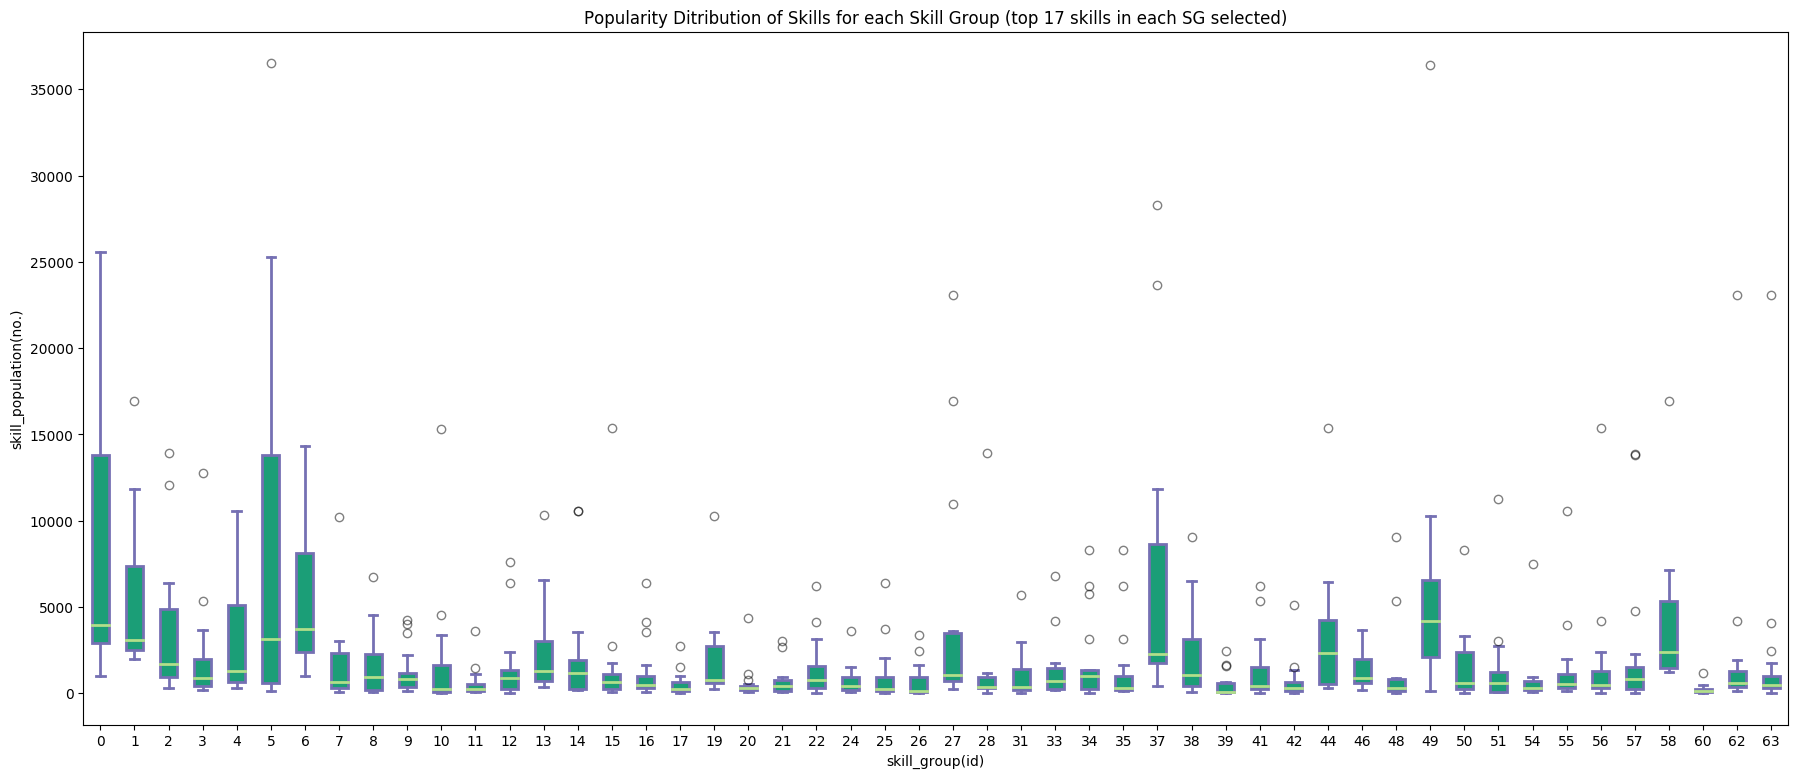 Popularity Ditribution of Skills for each Skill Group (top 17 skills in each SG selected)
35000
30000
25000
20000
15000
10000
5000
0
skill_population(no.)
0 1 2 3 4 5 6 7 8 9 10 11 12 13 14 15 16 17 19 20 21 22 24 25 26 27 28 31 33 34 35 37 38 39 41 42 44 46 48 49 50 51 54 55 56 57 58 60 62 63
skill_group(id)